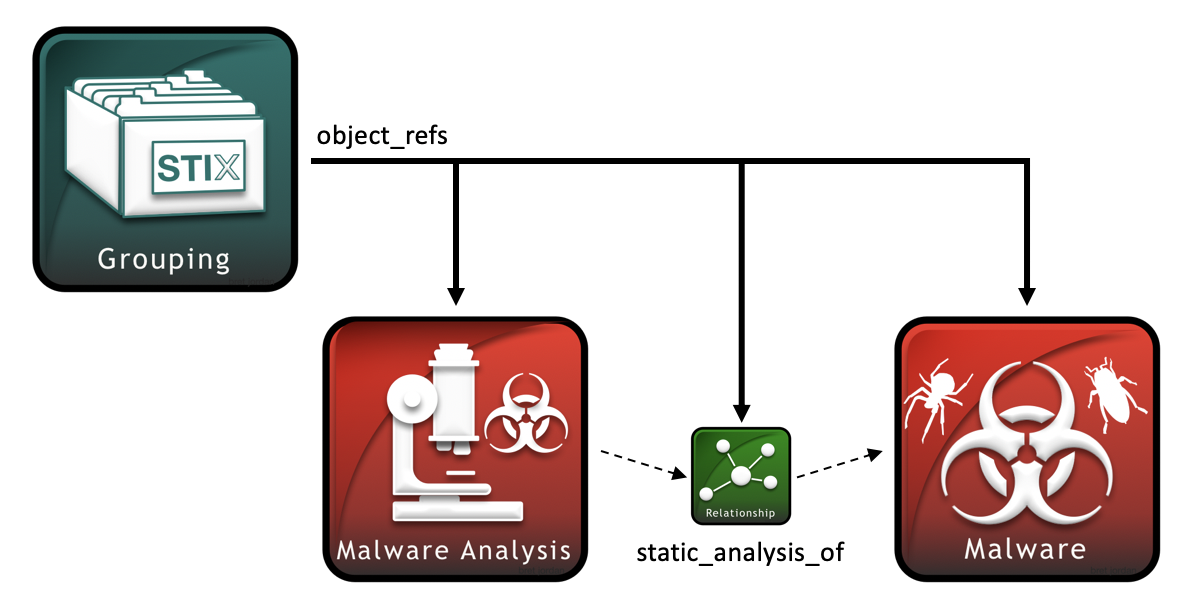 STIX
Grouping
object_refs
Malware Analysis
Relationship
static_analysis_of
Malware